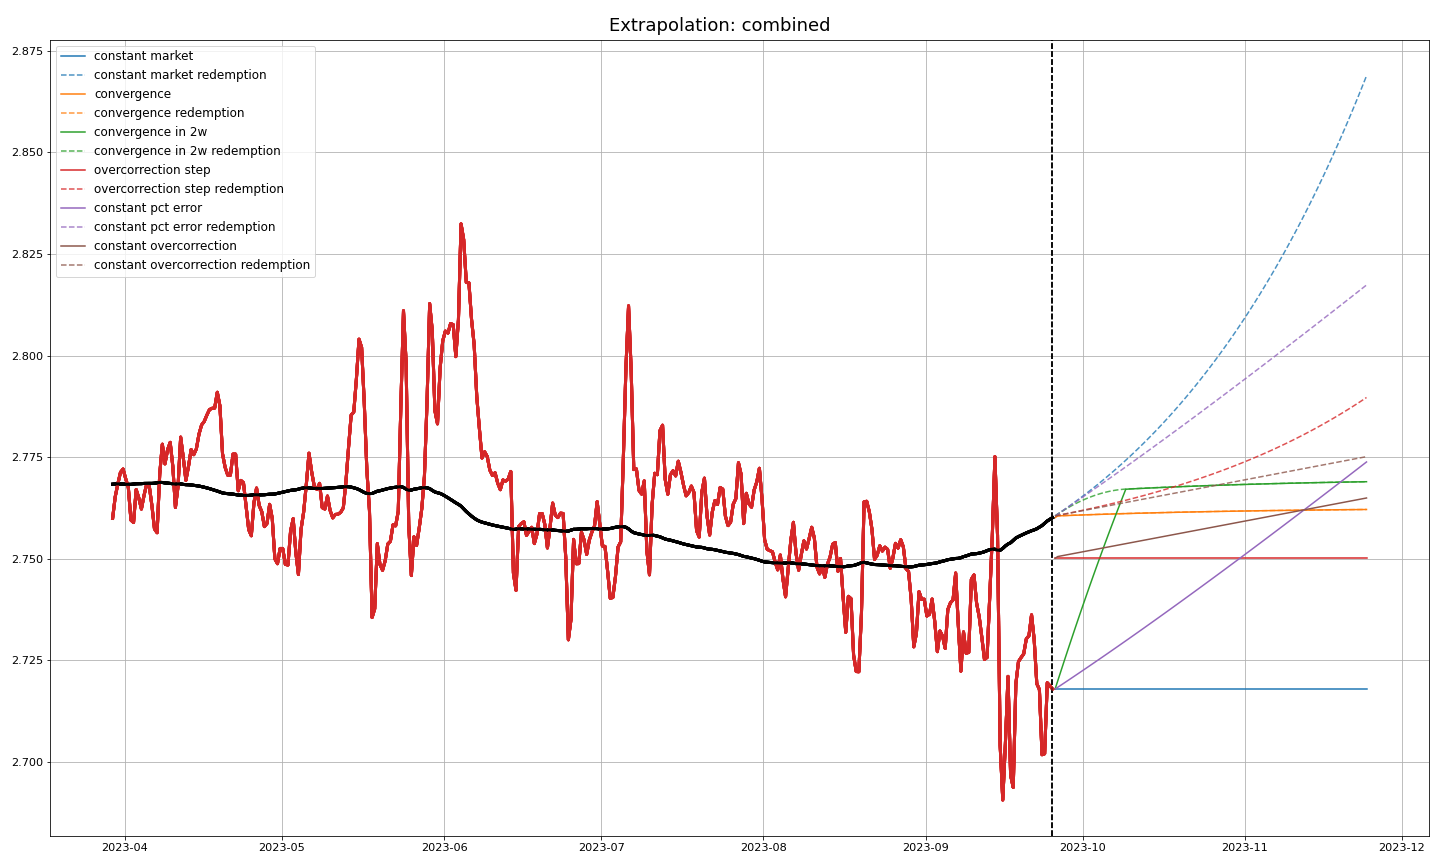 Extrapolation: combined
constant market
constant market redemption
convergence
convergence redemption
convergence in 2w
convergence in 2w redemption
overcorrection step
overcorrection step redemption
constant pct error
constant pct error redemption
constant overcorrection
constant overcorrection redemption
2.875
2.850
2.825
2.800
2.775
2.750
2.725
2.700
2023-04 2023-05 2023-06 2023-07 2023-08 2023-09 2023-10 2023-11 2023-12